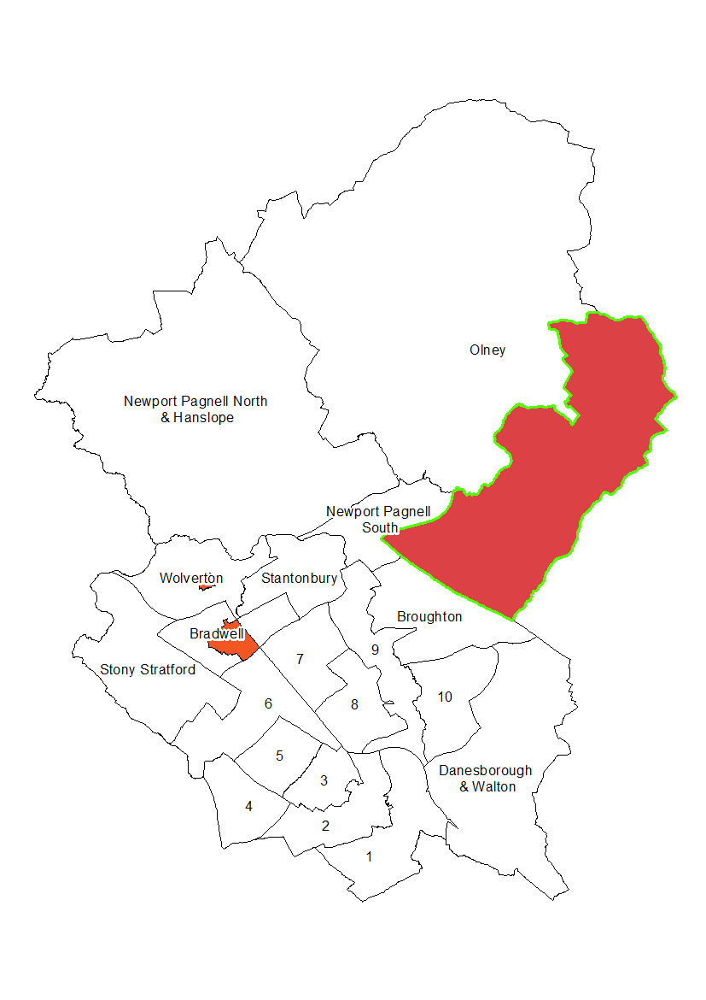 Olney
Newport Pagnell North
& Hanslope
Newport Pagnell
South
Wolverton
Stantonbury
Broughton
Bradwell
Stony Stratford
9
7
10
6
8
5
3
Danesborough
& Walton
4
2
1